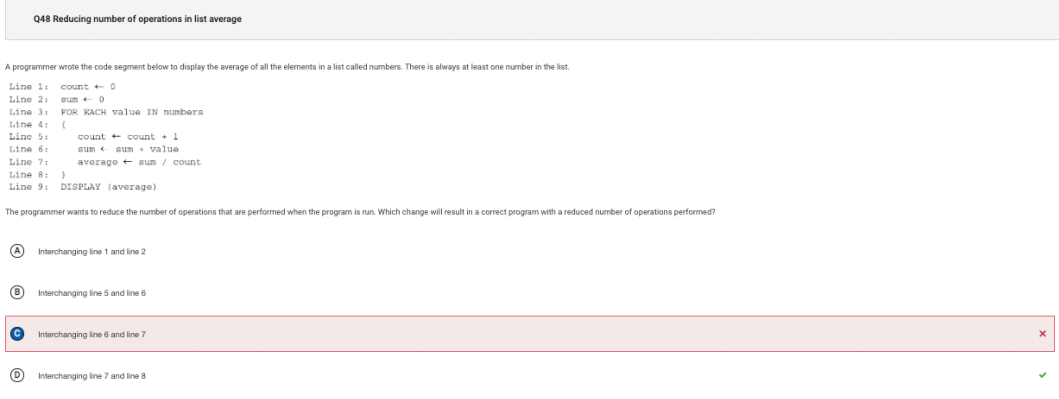 Q48 Reducing number of operations in list average
A programmer wrote the code segment below to display the average of all the elements in a list called numbers. There is always at least one number in the list.
Line 1: count ← 0
Line 2: sum ← 0
Line 3: FOR EACH value IN numbers
Line 4: {
Line 5: count ← count + 1
Line 6: sum ← sum + value
Line 7: average ← sum / count
Line 8: }
Line 9: DISPLAY (average)
The programmer wants to reduce the number of operations that are performed when the program is run. Which change will result in a correct program with a reduced number of operations performed?
A Interchanging line 1 and line 2
B Interchanging line 5 and line 6
C Interchanging line 6 and line 7
D Interchanging line 7 and line 8